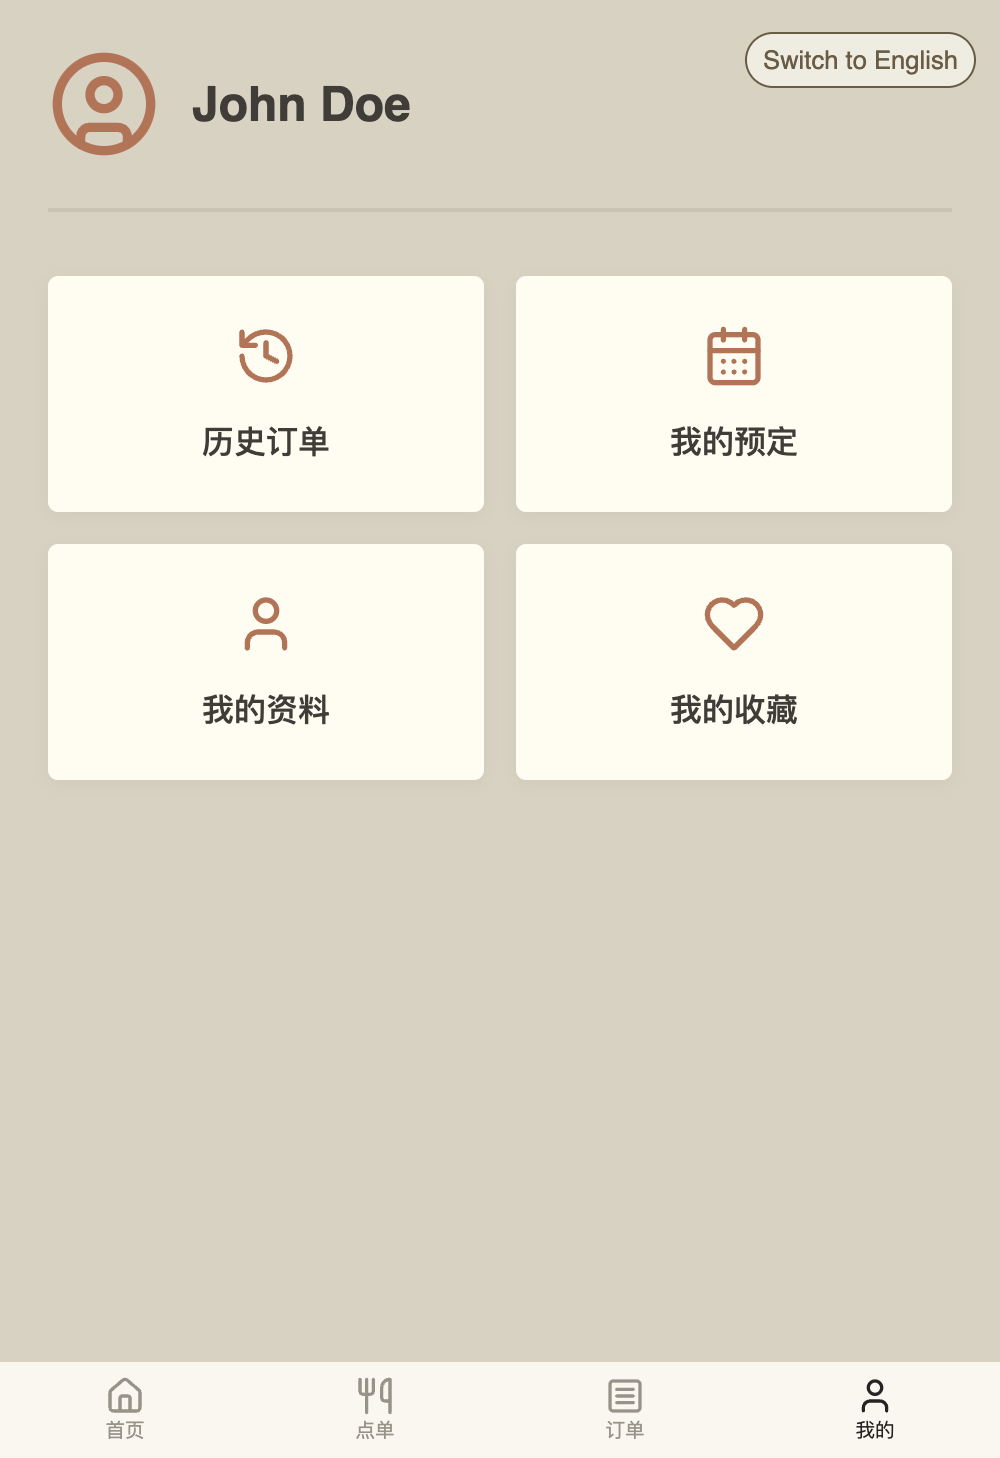 Switch to English
John Doe
历史订单
我的预定
我的资料
我的收藏
首页
点单
订单
我的